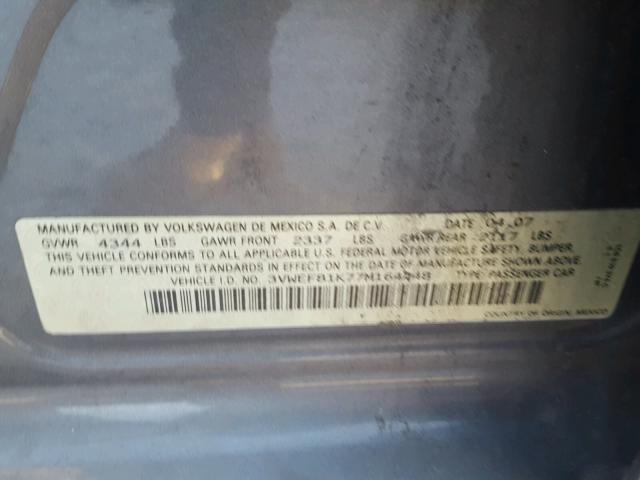 MANUFACTURED BY VOLKSWAGEN DE MEXICO S.A. DE C.V. DATE 04.07
GVWR 4344 LBS GAWR FRONT 2337 LBS GAWR REAR 2117 LBS
THIS VEHICLE CONFORMS TO ALL APPLICABLE U.S. FEDERAL MOTOR VEHICLE SAFETY, BUMPER,
AND THEFT PREVENTION STANDARDS IN EFFECT ON THE DATE OF MANUFACTURE SHOWN ABOVE.
VEHICLE I.D. NO. 3VWEF81K77M164448 TYPE: PASSENGER CAR
COUNTRY OF ORIGIN, MEXICO